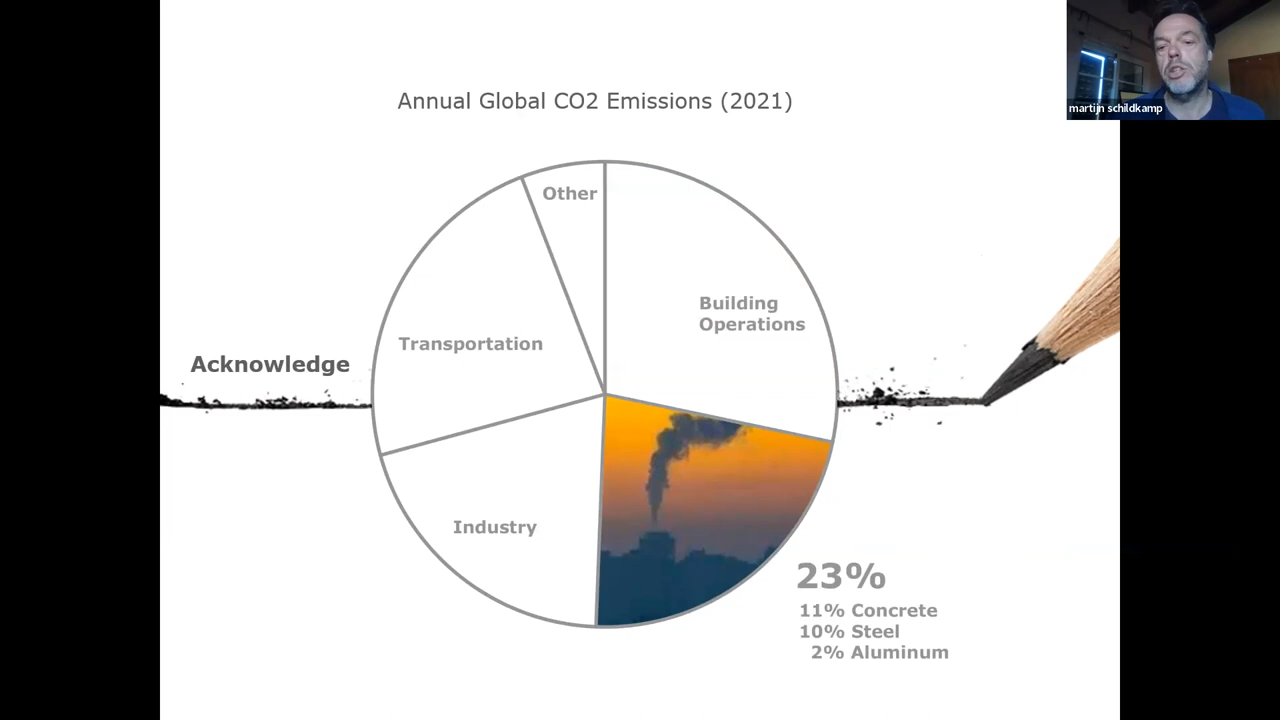 martijn schildkamp
Annual Global CO2 Emissions (2021)
Other
Building
Operations
Transportation
Acknowledge
Industry
23%
11% Concrete
10% Steel
2% Aluminum